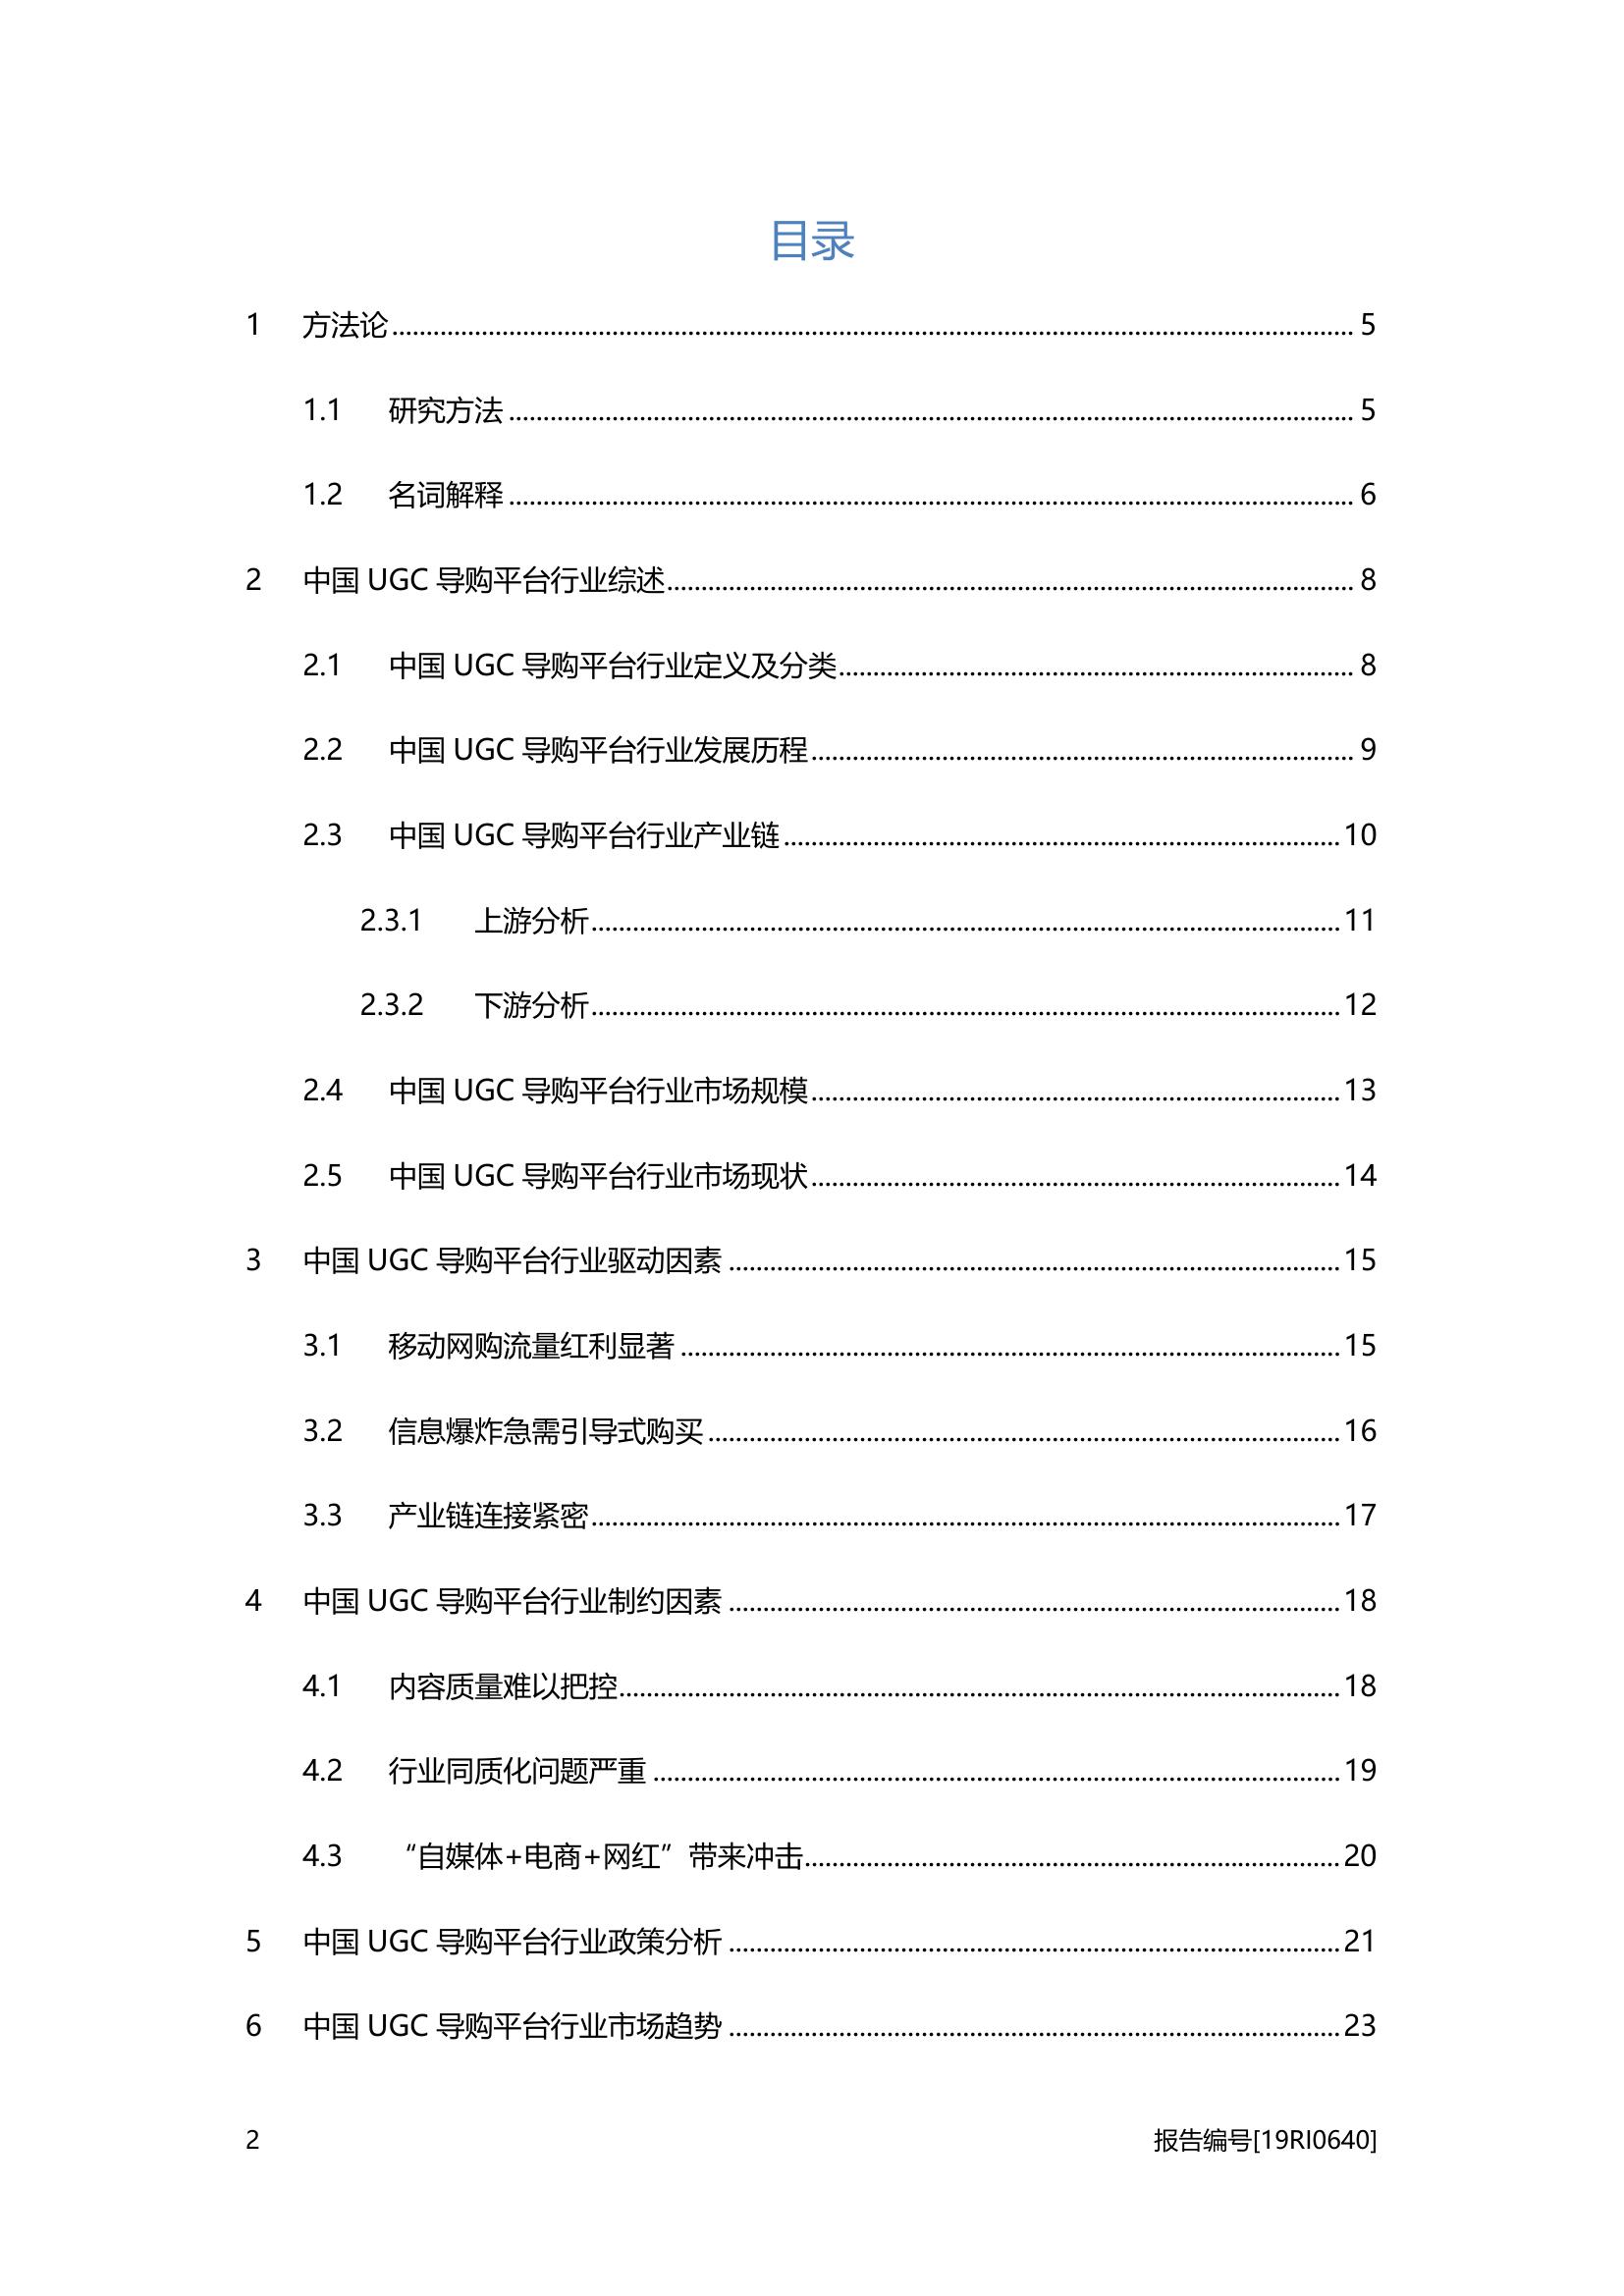 目录
1 方法论 5
1.1 研究方法 5
1.2 名词解释 6
2 中国 UGC 导购平台行业综述 8
2.1 中国 UGC 导购平台行业定义及分类 8
2.2 中国 UGC 导购平台行业发展历程 9
2.3 中国 UGC 导购平台行业产业链 10
2.3.1 上游分析 11
2.3.2 下游分析 12
2.4 中国 UGC 导购平台行业市场规模 13
2.5 中国 UGC 导购平台行业市场现状 14
3 中国 UGC 导购平台行业驱动因素 15
3.1 移动网购流量红利显著 15
3.2 信息爆炸急需引导式购买 16
3.3 产业链连接紧密 17
4 中国 UGC 导购平台行业制约因素 18
4.1 内容质量难以把控 18
4.2 行业同质化问题严重 19
4.3 “自媒体+电商+网红”带来冲击 20
5 中国 UGC 导购平台行业政策分析 21
6 中国 UGC 导购平台行业市场趋势 23
2 报告编号[19RI0640]